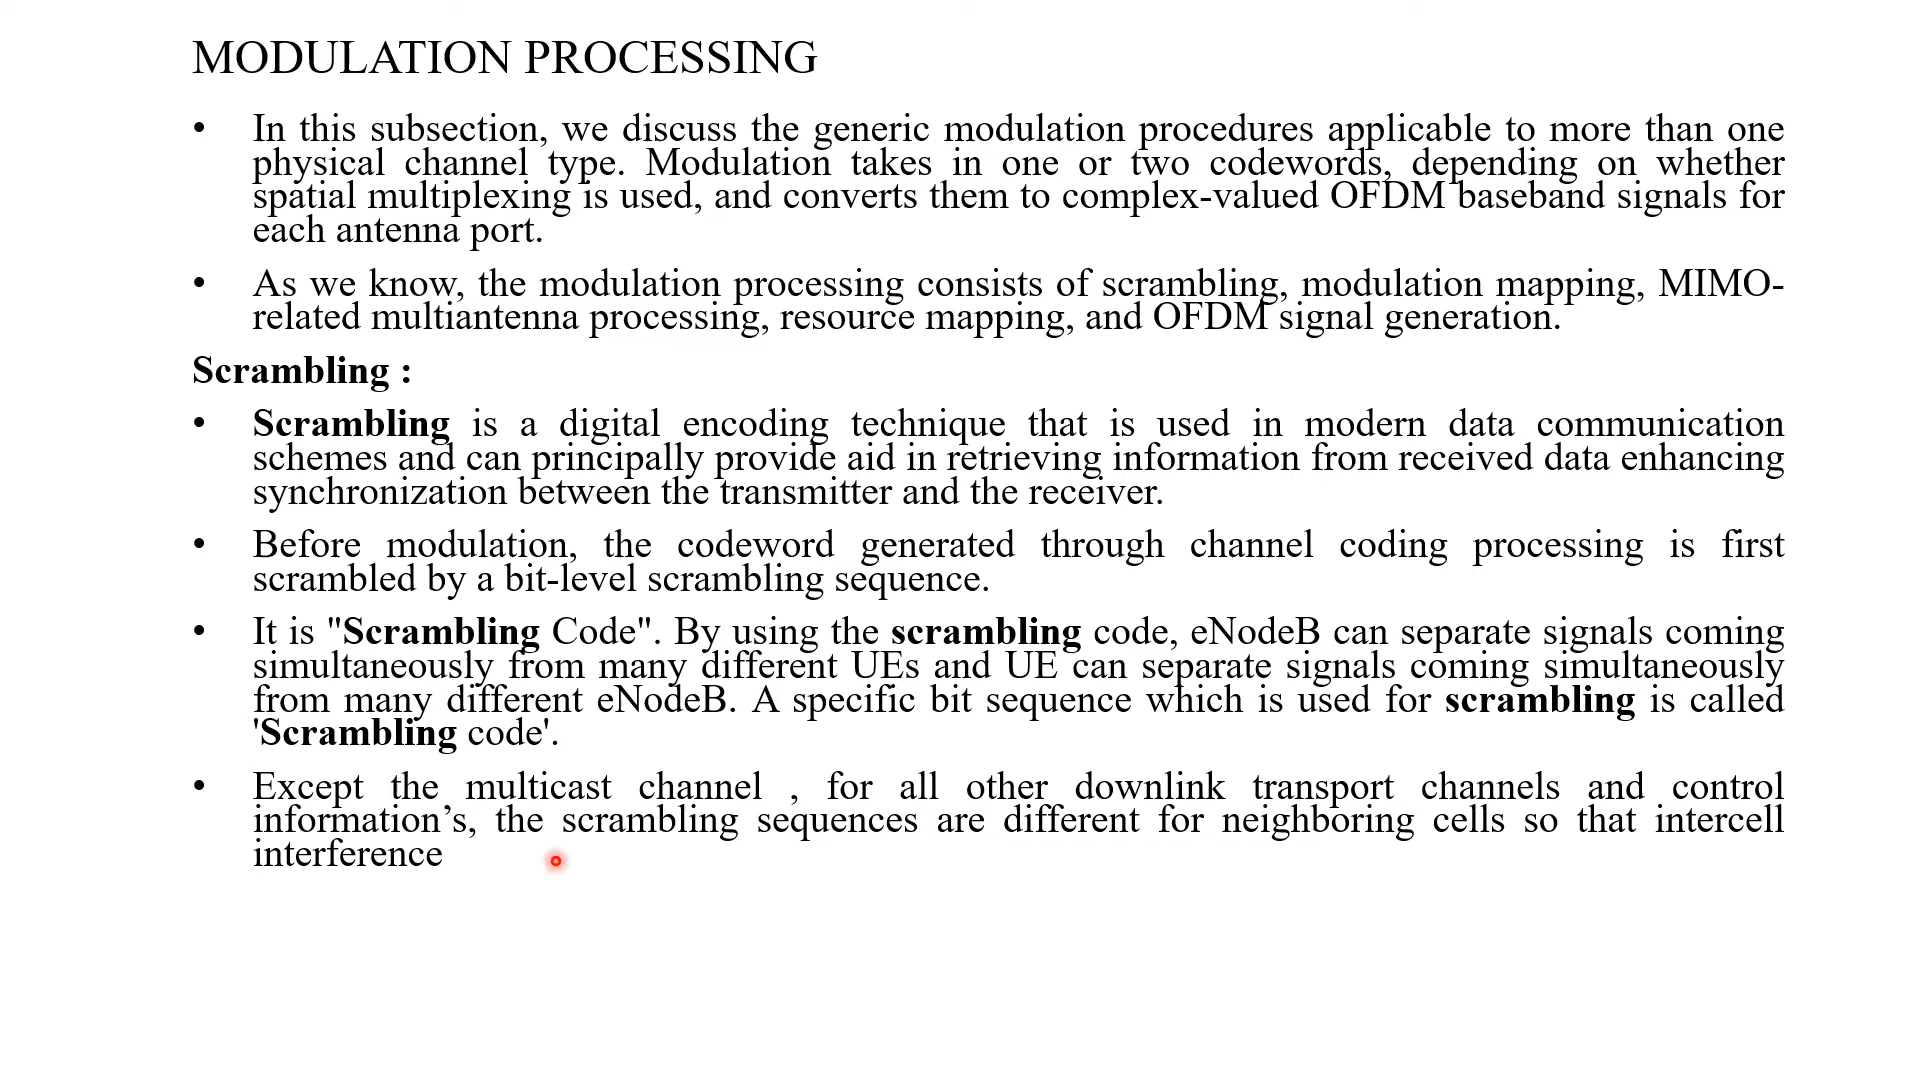 MODULATION PROCESSING
• In this subsection, we discuss the generic modulation procedures applicable to more than one
physical channel type. Modulation takes in one or two codewords, depending on whether
spatial multiplexing is used, and converts them to complex-valued OFDM baseband signals for
each antenna port.
• As we know, the modulation processing consists of scrambling, modulation mapping, MIMO-
related multiantenna processing, resource mapping, and OFDM signal generation.
Scrambling :
• Scrambling is a digital encoding technique that is used in modern data communication
schemes and can principally provide aid in retrieving information from received data enhancing
synchronization between the transmitter and the receiver.
• Before modulation, the codeword generated through channel coding processing is first
scrambled by a bit-level scrambling sequence.
• It is "Scrambling Code". By using the scrambling code, eNodeB can separate signals coming
simultaneously from many different UEs and UE can separate signals coming simultaneously
from many different eNodeB. A specific bit sequence which is used for scrambling is called
'Scrambling code'.
• Except the multicast channel , for all other downlink transport channels and control
information’s, the scrambling sequences are different for neighboring cells so that intercell
interference